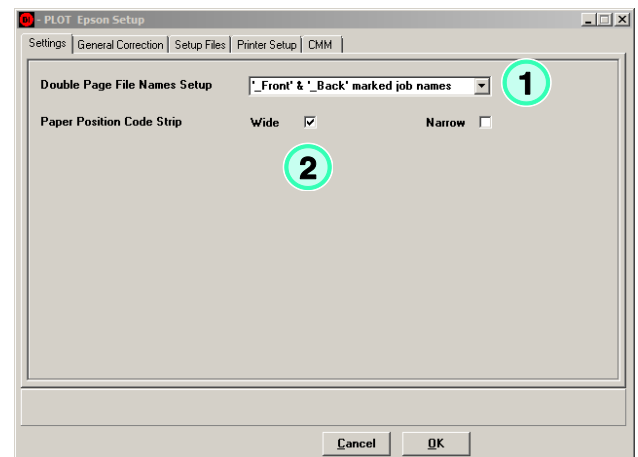 - PLOT Epson Setup
Settings General Correction Setup Files Printer Setup CMM
Double Page File Names Setup '_Front' & '_Back' marked job names 1
Paper Position Code Strip Wide Narrow
2
Cancel OK